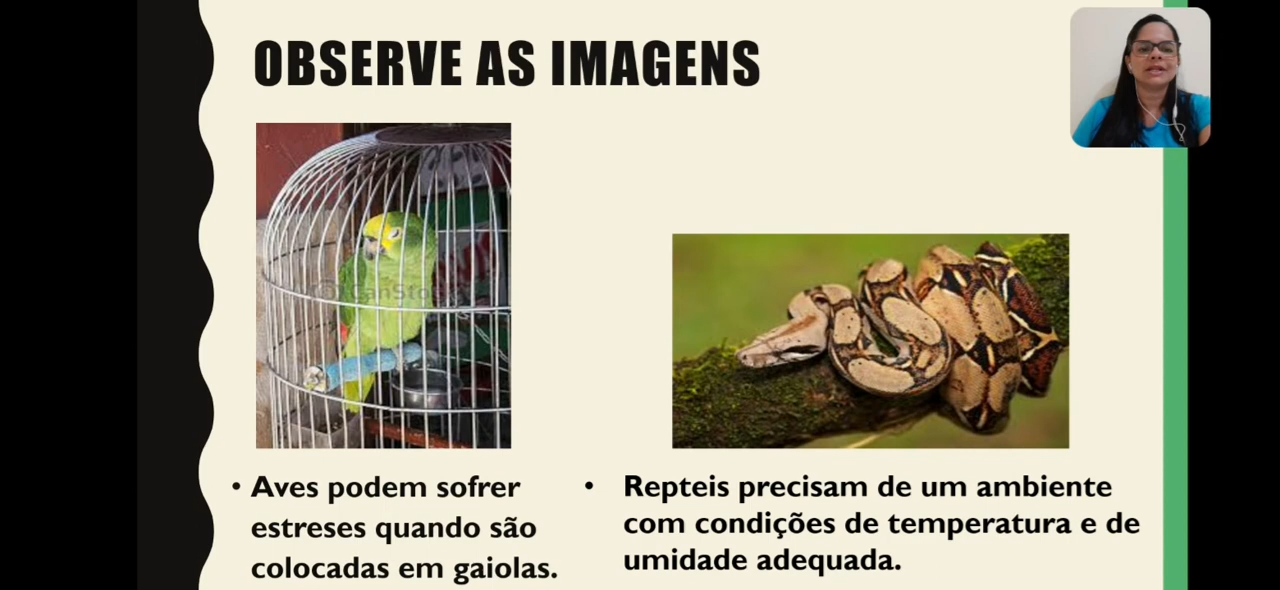 OBSERVE AS IMAGENS
CanSto
• Aves podem sofrer
estreses quando são
colocadas em gaiolas.
• Repteis precisam de um ambiente
com condições de temperatura e de
umidade adequada.